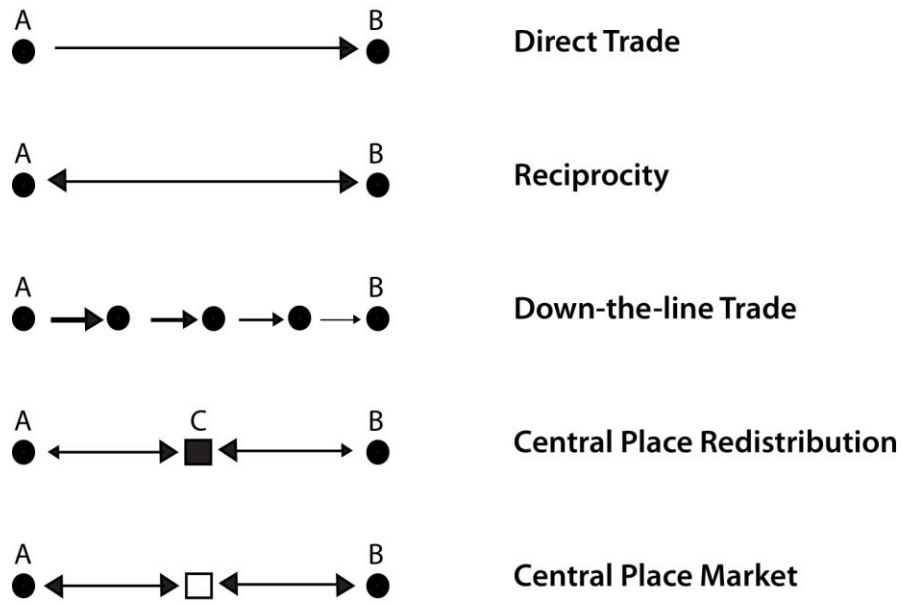 A B
Direct Trade
A B
Reciprocity
A B
Down-the-line Trade
A C B
Central Place Redistribution
A B
Central Place Market